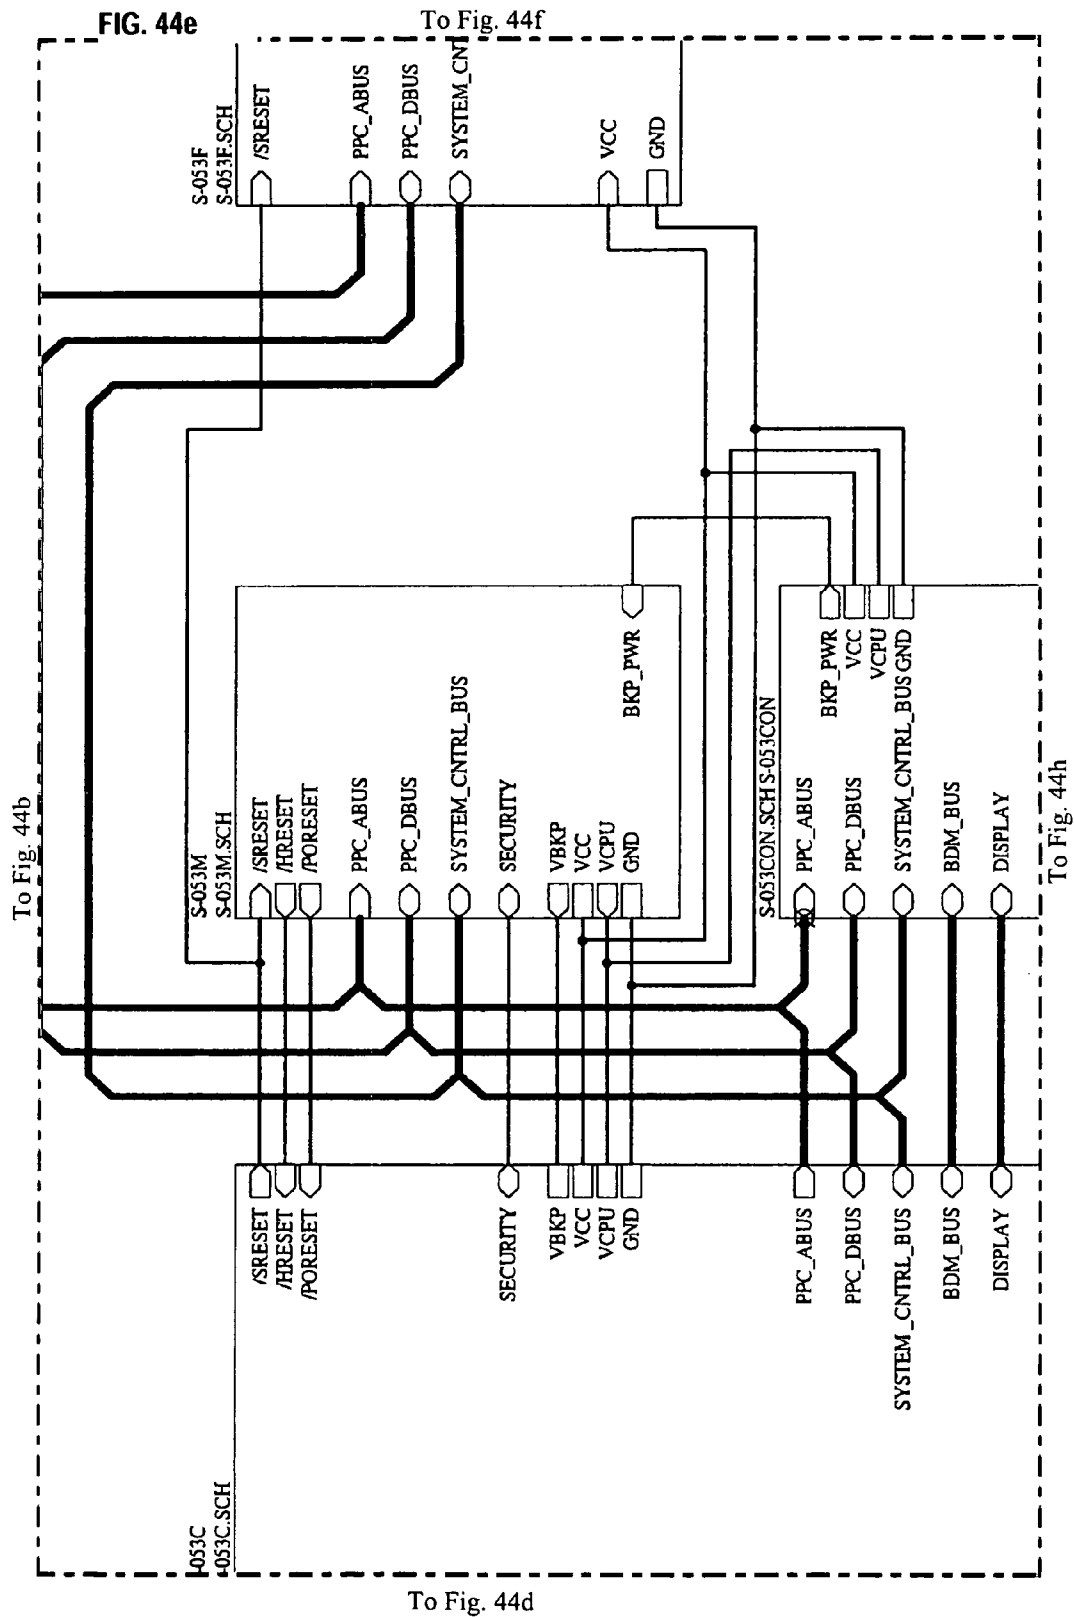 FIG. 44e
To Fig. 44f
S-053F
S-053F.SCH
/SRESET
PPC_ABUS
PPC_DBUS
SYSTEM_CNT
VCC
GND
To Fig. 44b
S-053M
S-053M.SCH
/SRESET
/HRESET
/PORESET
PPC_ABUS
PPC_DBUS
SYSTEM_CNTRL_BUS
SECURITY
VBKP
VCC
VCPU
GND
BKP_PWR
S-053CON.SCH S-053CON
BKP_PWR
VCC
VCPU
GND
PPC_ABUS
PPC_DBUS
SYSTEM_CNTRL_BUS
BDM_BUS
DISPLAY
To Fig. 44h
-053C
-053C.SCH
/SRESET
/HRESET
/PORESET
SECURITY
VBKP
VCC
VCPU
GND
PPC_ABUS
PPC_DBUS
SYSTEM_CNTRL_BUS
BDM_BUS
DISPLAY
To Fig. 44d